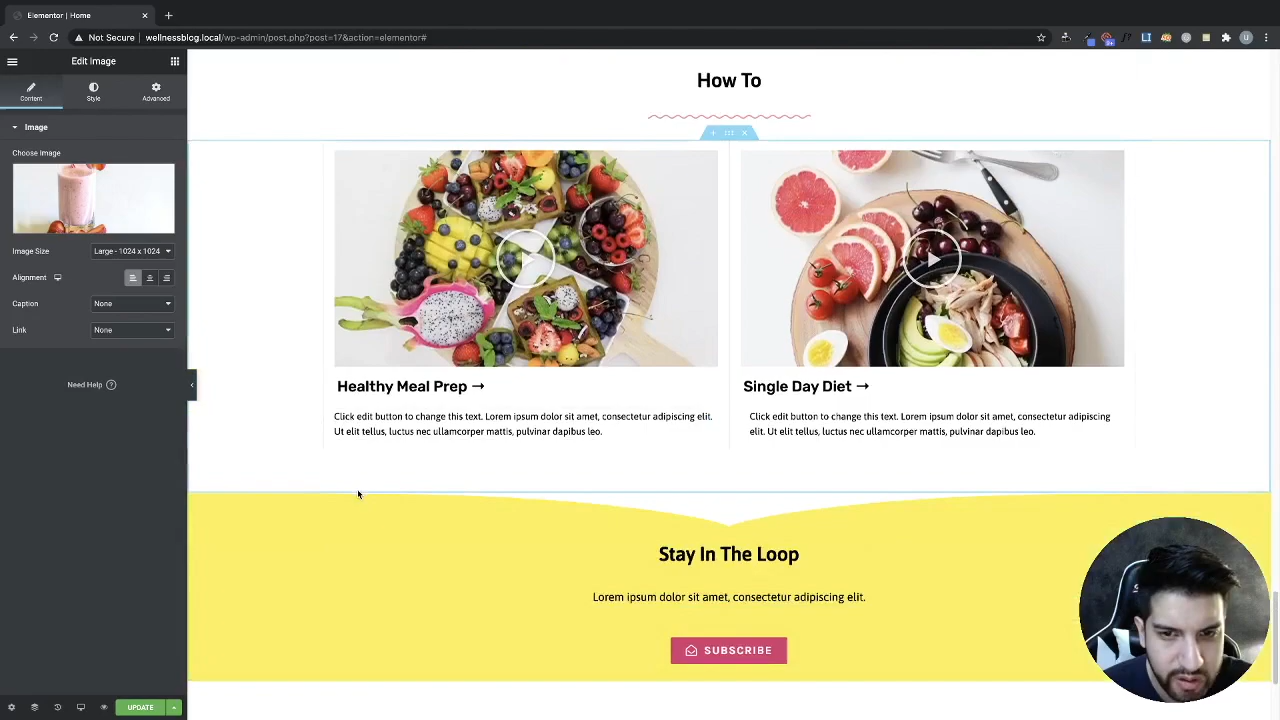 Elementor | Home
Not Secure | wellnessblog.local/wp-admin/post.php?post=17&action=elementor#
Edit Image
Content
Style
Advanced
Image
Choose Image
Image Size
Large - 1024 x 1024
Alignment
Caption
None
Link
None
Need Help
UPDATE
How To
Healthy Meal Prep →
Click edit button to change this text. Lorem ipsum dolor sit amet, consectetur adipiscing elit.
Ut elit tellus, luctus nec ullamcorper mattis, pulvinar dapibus leo.
Single Day Diet →
Click edit button to change this text. Lorem ipsum dolor sit amet, consectetur adipiscing
elit. Ut elit tellus, luctus nec ullamcorper mattis, pulvinar dapibus leo.
Stay In The Loop
Lorem ipsum dolor sit amet, consectetur adipiscing elit.
SUBSCRIBE